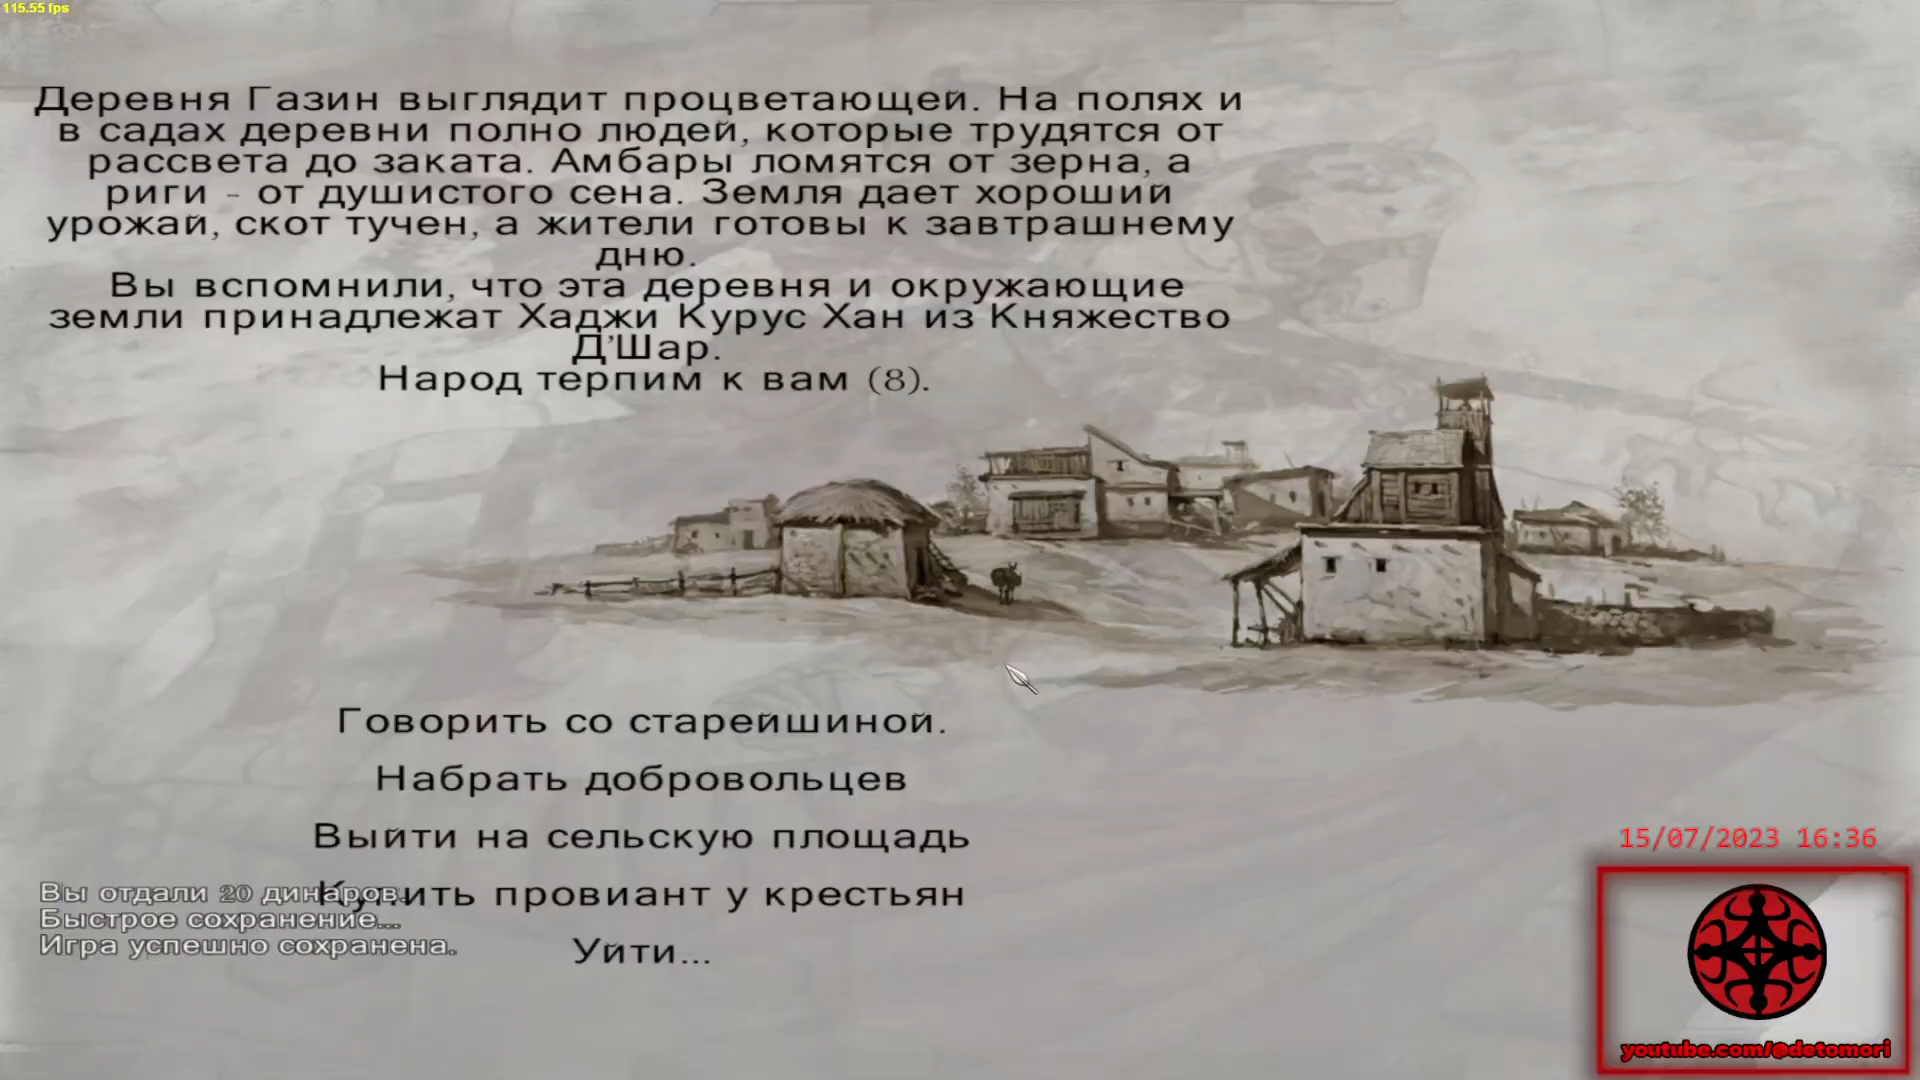 115.55 fps
Деревня Газин выглядит процветающей. На полях и
в садах деревни полно людей, которые трудятся от
рассвета до заката. Амбары ломятся от зерна, а
риги - от душистого сена. Земля дает хороший
урожай, скот тучен, а жители готовы к завтрашнему
дню.
Вы вспомнили, что эта деревня и окружающие
земли принадлежат Хаджи Курус Хан из Княжество
Д'Шар.
Народ терпим к вам (8).
Говорить со старейшиной.
Набрать добровольцев
Выйти на сельскую площадь
Купить провиант у крестьян
Уйти...
Вы отдали 20 динаров.
Быстрое сохранение...
Игра успешно сохранена.
15/07/2023 16:36
youtube.com/@detomori